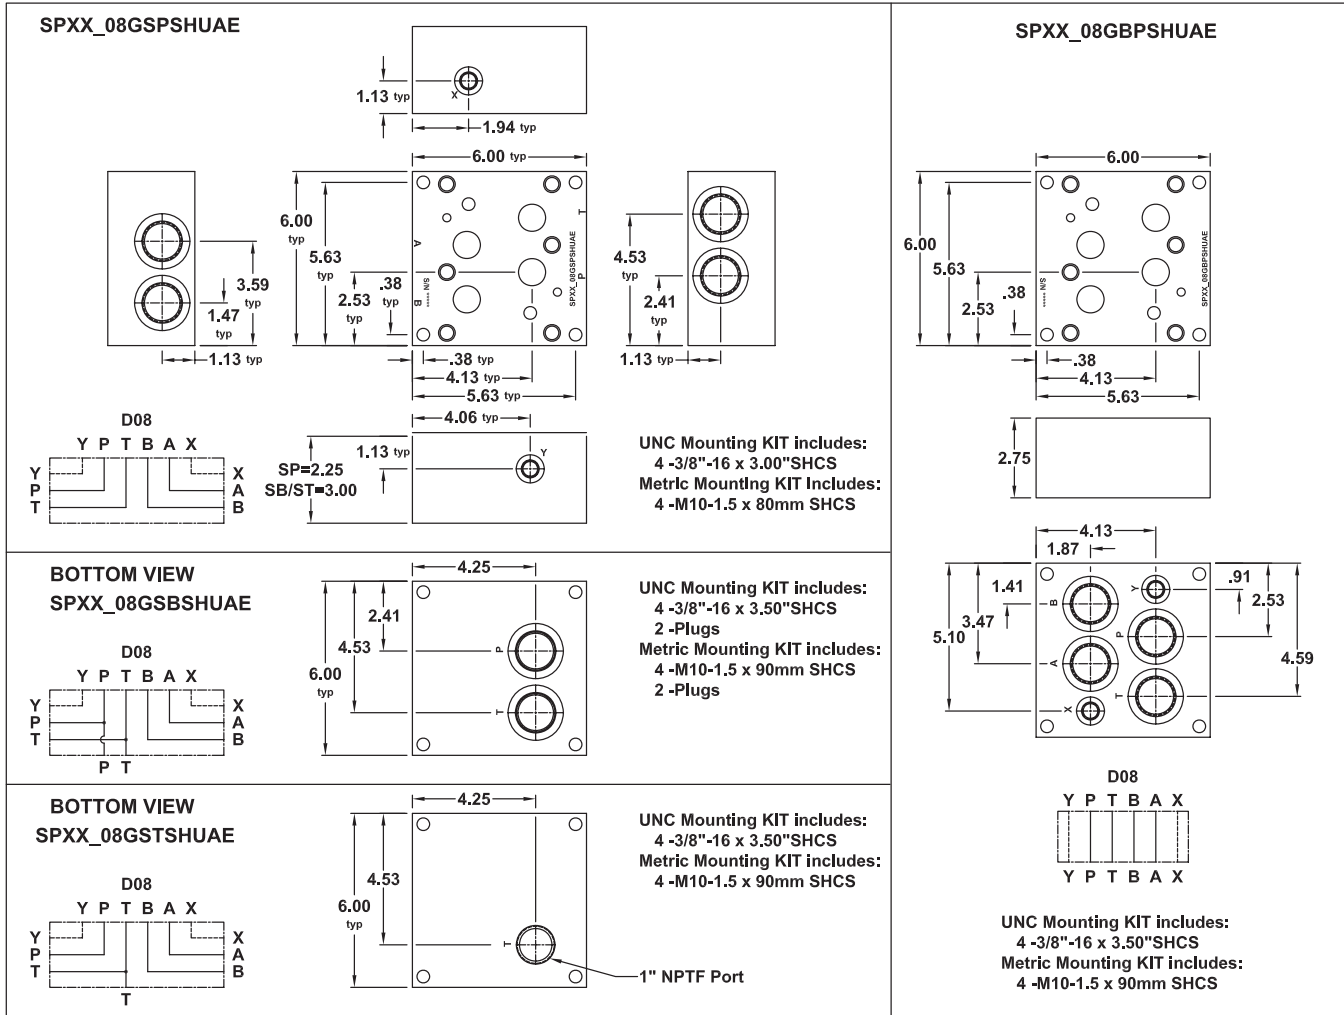 SPXX_08GSPSHUAE
1.13 typ
X
1.94 typ
6.00 typ
3.59 typ
1.47 typ
1.13 typ
6.00 typ
5.63 typ
2.53 typ
.38 typ
A
B
S/N
T
P
SPXX_08GSPSHUAE
.38 typ
4.13 typ
5.63 typ
4.53 typ
2.41 typ
1.13 typ
4.06 typ
1.13 typ
Y
SP=2.25
SB/ST=3.00
D08
Y P T B A X
Y X
P A
T B
UNC Mounting KIT includes:
4 -3/8"-16 x 3.00"SHCS
Metric Mounting KIT Includes:
4 -M10-1.5 x 80mm SHCS
BOTTOM VIEW
SPXX_08GSBSHUAE
D08
Y P T B A X
Y X
P A
T B
P T
4.25
2.41
4.53
6.00 typ
P
T
UNC Mounting KIT includes:
4 -3/8"-16 x 3.50"SHCS
2 -Plugs
Metric Mounting KIT includes:
4 -M10-1.5 x 90mm SHCS
2 -Plugs
BOTTOM VIEW
SPXX_08GSTSHUAE
D08
Y P T B A X
Y X
P A
T B
T
4.25
4.53
6.00 typ
T
1" NPTF Port
UNC Mounting KIT includes:
4 -3/8"-16 x 3.50"SHCS
Metric Mounting KIT includes:
4 -M10-1.5 x 90mm SHCS
SPXX_08GBPSHUAE
6.00
6.00
5.63
2.53
.38
S/N
SPXX_08GBPSHUAE
.38
4.13
5.63
2.75
4.13
1.87
1.41
3.47
5.10
.91
2.53
4.59
B
Y
P
A
T
X
D08
Y P T B A X
Y P T B A X
UNC Mounting KIT includes:
4 -3/8"-16 x 3.50"SHCS
Metric Mounting KIT includes:
4 -M10-1.5 x 90mm SHCS